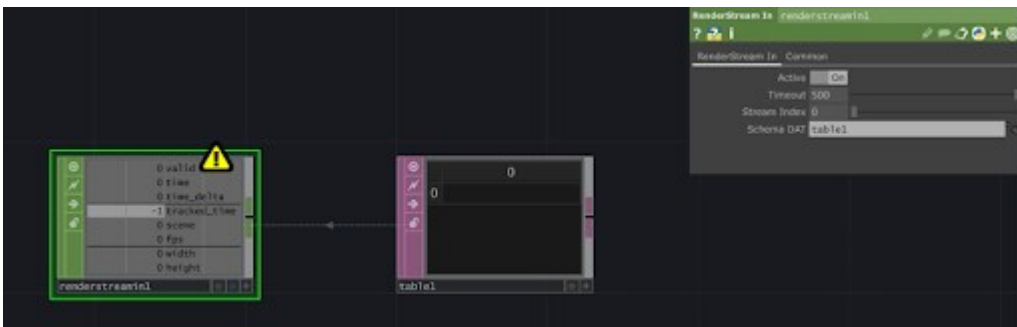 RenderStream In renderstreamin1
? i
RenderStream In Common
Active On
Timeout 500
Stream Index 0
Schema DAT table1
0 valid
0 time
0 time_delta
-1 tracked_time
0 scene
0 fps
0 width
0 height
renderstreamin1
0
0
table1